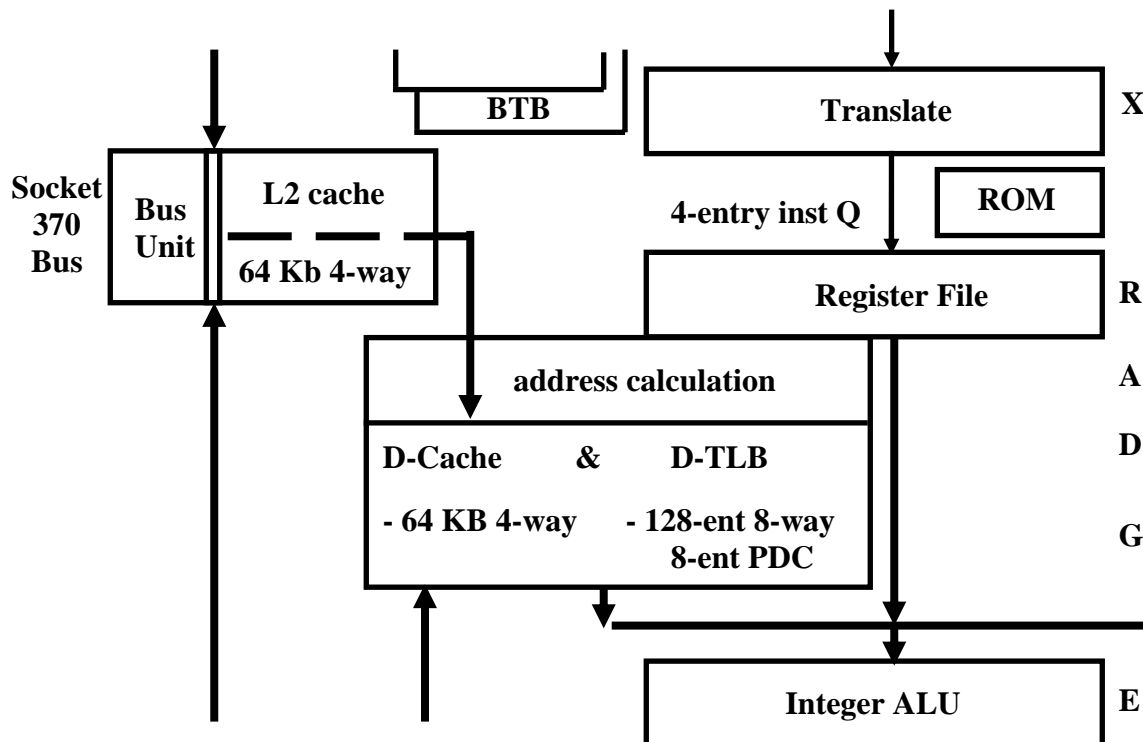 BTB
Translate
X
Socket
370
Bus
Bus
Unit
L2 cache
64 Kb 4-way
4-entry inst Q
ROM
Register File
R
address calculation
A
D-Cache & D-TLB
D
- 64 KB 4-way - 128-ent 8-way
8-ent PDC
G
Integer ALU
E